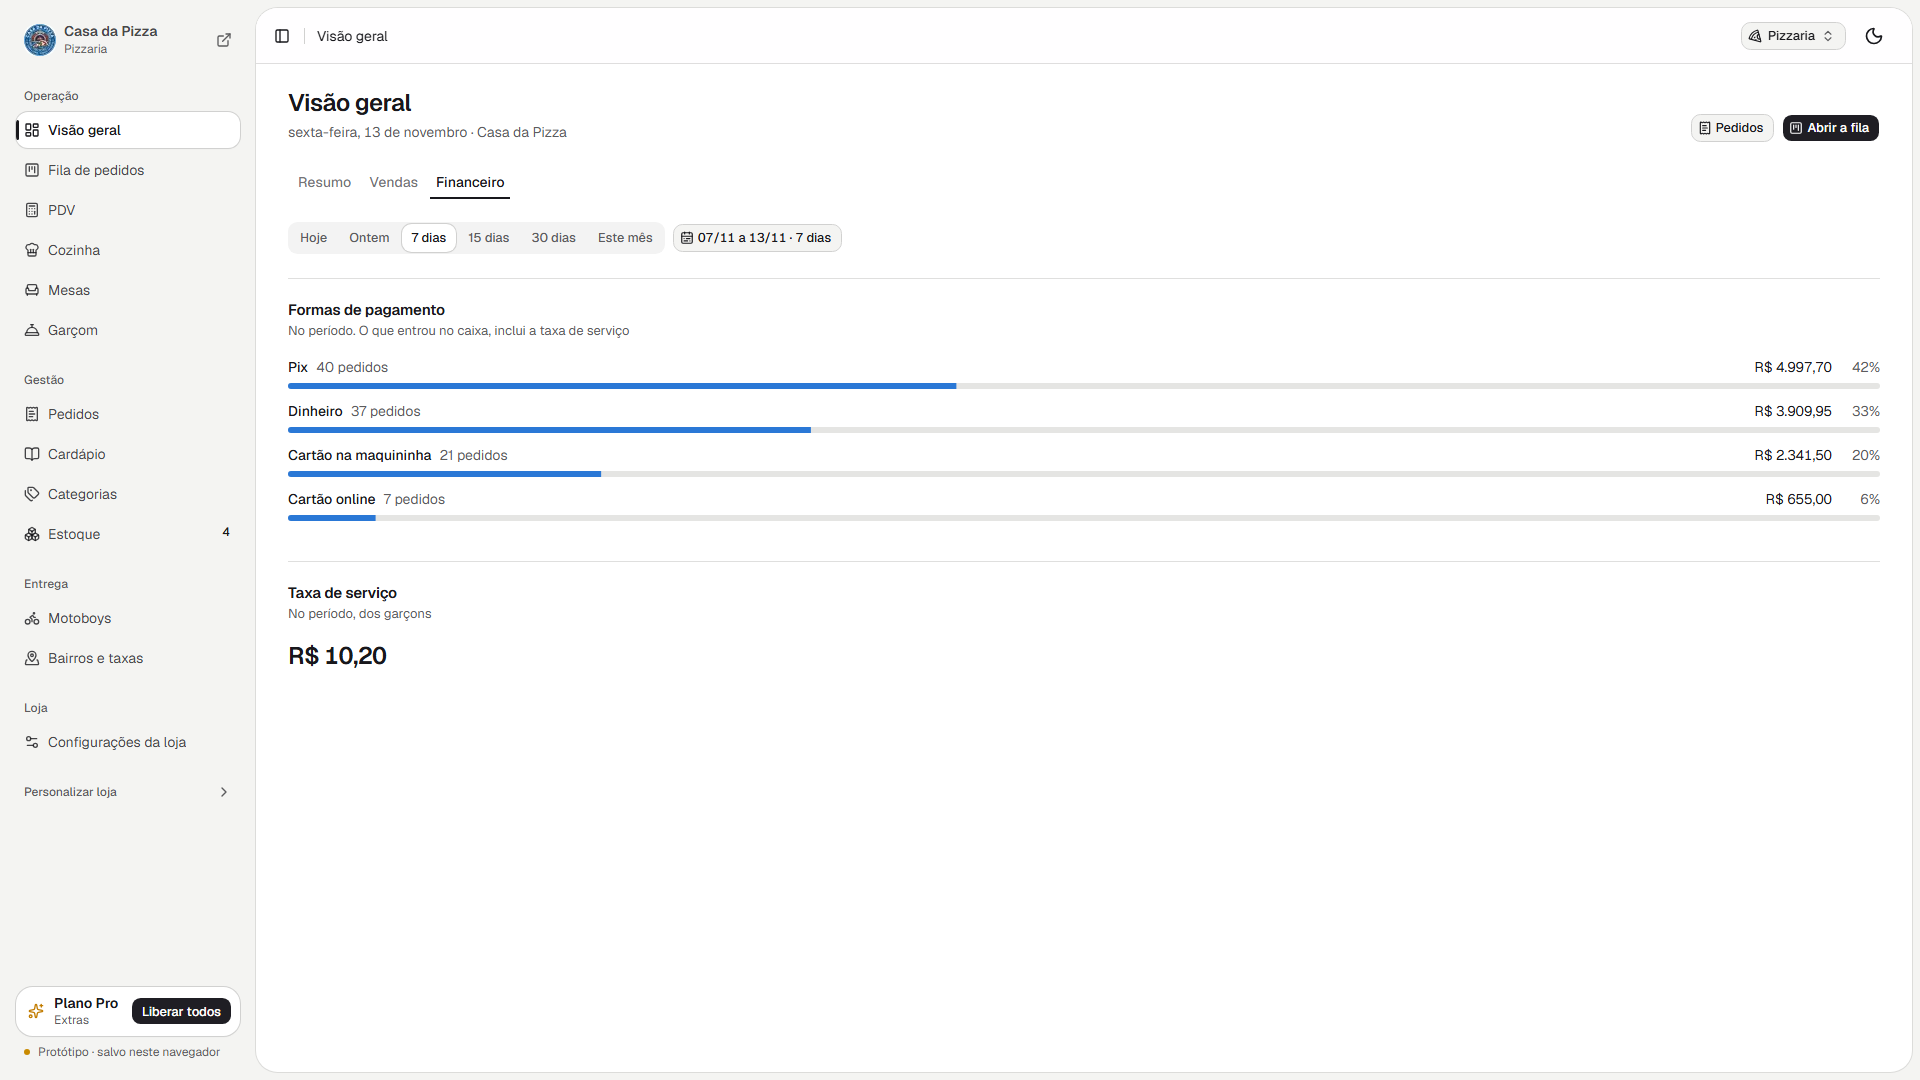 Casa da Pizza
Pizzaria
Operação
Visão geral
Fila de pedidos
PDV
Cozinha
Mesas
Garçom
Gestão
Pedidos
Cardápio
Categorias
Estoque 4
Entrega
Motoboys
Bairros e taxas
Loja
Configurações da loja
Personalizar loja
Plano Pro
Extras
Liberar todos
Protótipo · salvo neste navegador
Visão geral
Pizzaria
Visão geral
sexta-feira, 13 de novembro · Casa da Pizza
Pedidos
Abrir a fila
Resumo Vendas Financeiro
Hoje Ontem 7 dias 15 dias 30 dias Este mês 07/11 a 13/11 · 7 dias
Formas de pagamento
No período. O que entrou no caixa, inclui a taxa de serviço
Pix 40 pedidos R$ 4.997,70 42%
Dinheiro 37 pedidos R$ 3.909,95 33%
Cartão na maquininha 21 pedidos R$ 2.341,50 20%
Cartão online 7 pedidos R$ 655,00 6%
Taxa de serviço
No período, dos garçons
R$ 10,20